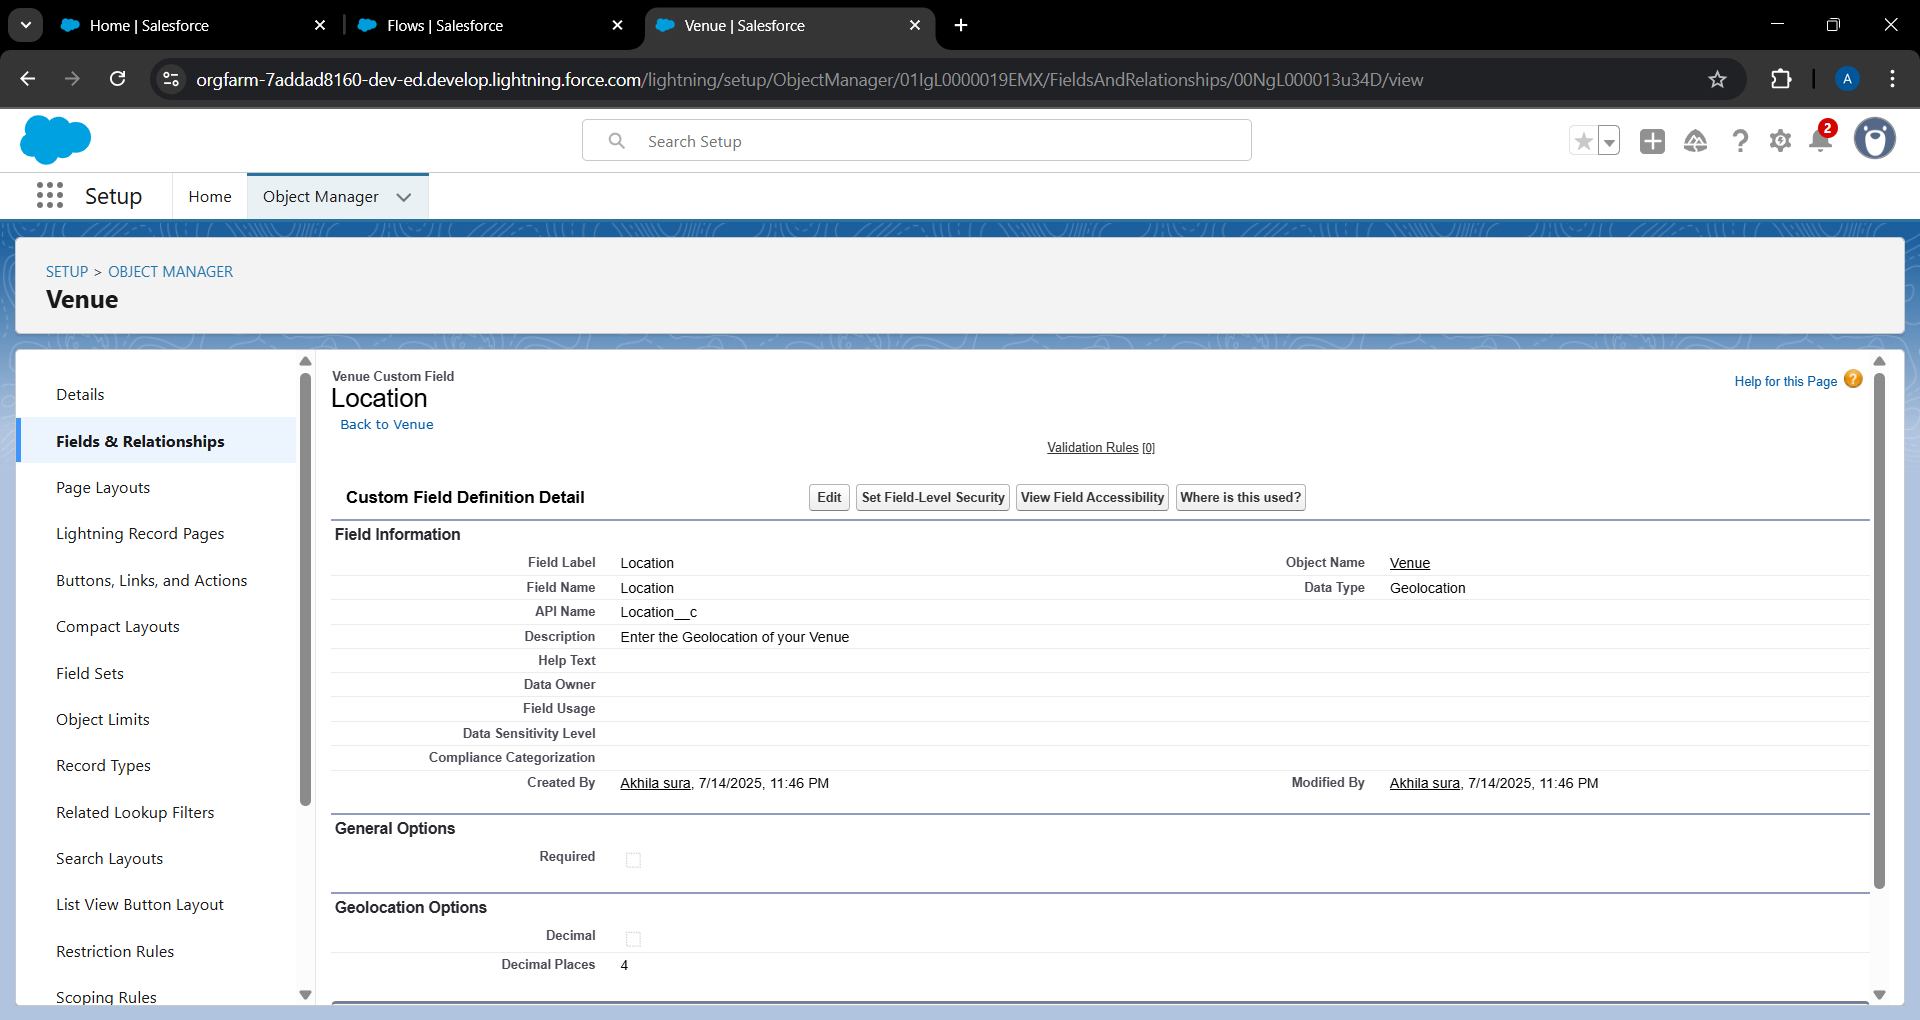 Home | Salesforce
Flows | Salesforce
Venue | Salesforce
orgfarm-7addad8160-dev-ed.develop.lightning.force.com/lightning/setup/ObjectManager/01IgL0000019EMX/FieldsAndRelationships/00NgL000013u34D/view
A
Search Setup
2
Setup
Home
Object Manager
SETUP > OBJECT MANAGER
Venue
Details
Fields & Relationships
Page Layouts
Lightning Record Pages
Buttons, Links, and Actions
Compact Layouts
Field Sets
Object Limits
Record Types
Related Lookup Filters
Search Layouts
List View Button Layout
Restriction Rules
Scoping Rules
Venue Custom Field
Location
Back to Venue
Help for this Page ?
Validation Rules [0]
Custom Field Definition Detail
Edit
Set Field-Level Security
View Field Accessibility
Where is this used?
Field Information
Field Label Location
Object Name Venue
Field Name Location
Data Type Geolocation
API Name Location__c
Description Enter the Geolocation of your Venue
Help Text
Data Owner
Field Usage
Data Sensitivity Level
Compliance Categorization
Created By Akhila sura, 7/14/2025, 11:46 PM
Modified By Akhila sura, 7/14/2025, 11:46 PM
General Options
Required
Geolocation Options
Decimal
Decimal Places 4